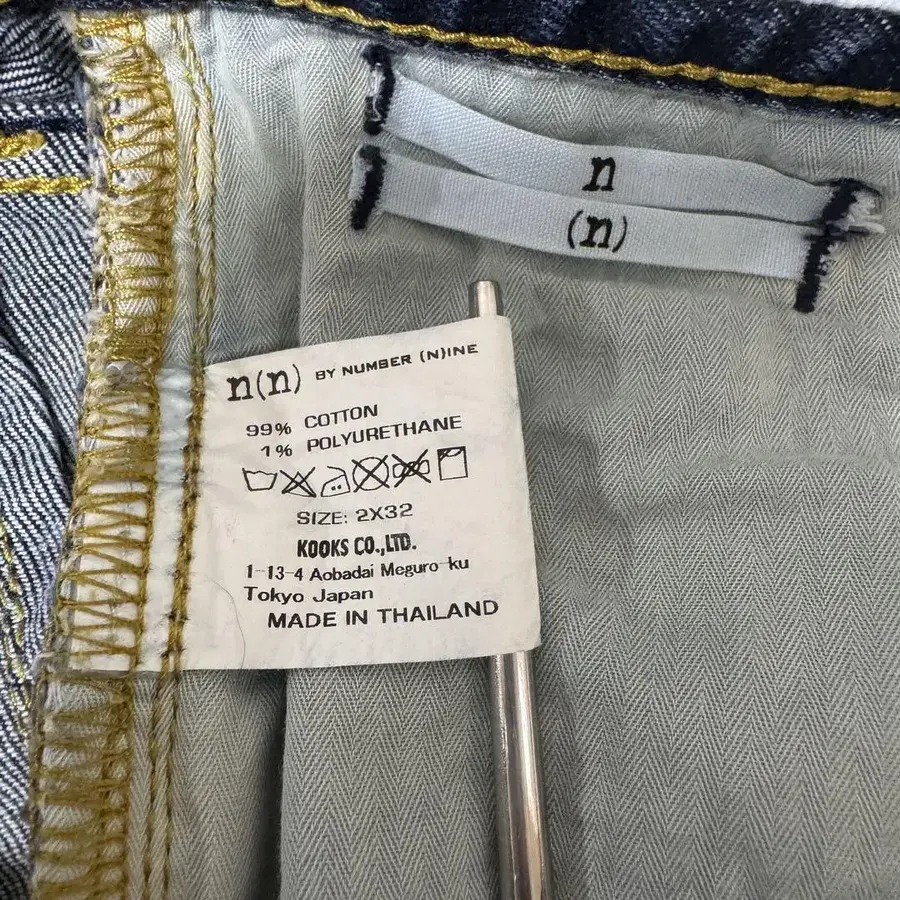 n
(n)
n(n) BY NUMBER (N)INE
99% COTTON
1% POLYURETHANE
SIZE: 2X32
KOOKS CO.,LTD.
1-13-4 Aobadai Meguro-ku
Tokyo Japan
MADE IN THAILAND